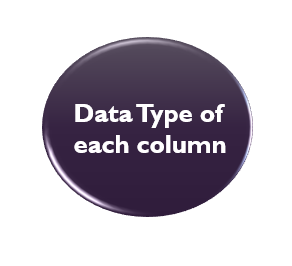 Data Type of
each column